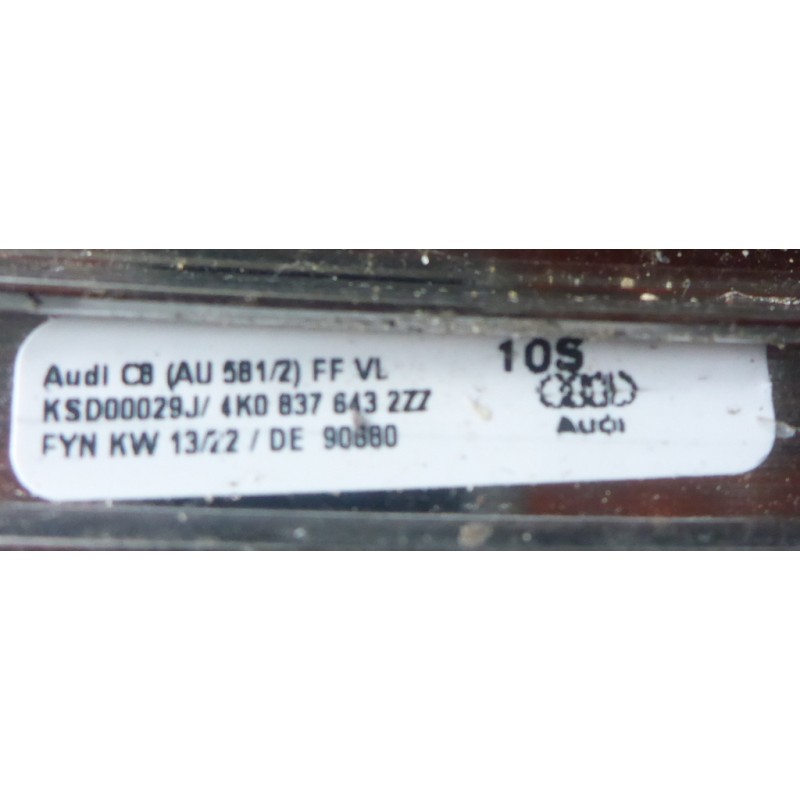 Audi C8 (AU 581/2) FF VL
10S
KSD00029J/ 4K0 837 643 2ZZ
FYN KW 13/22 / DE 90880
Audi